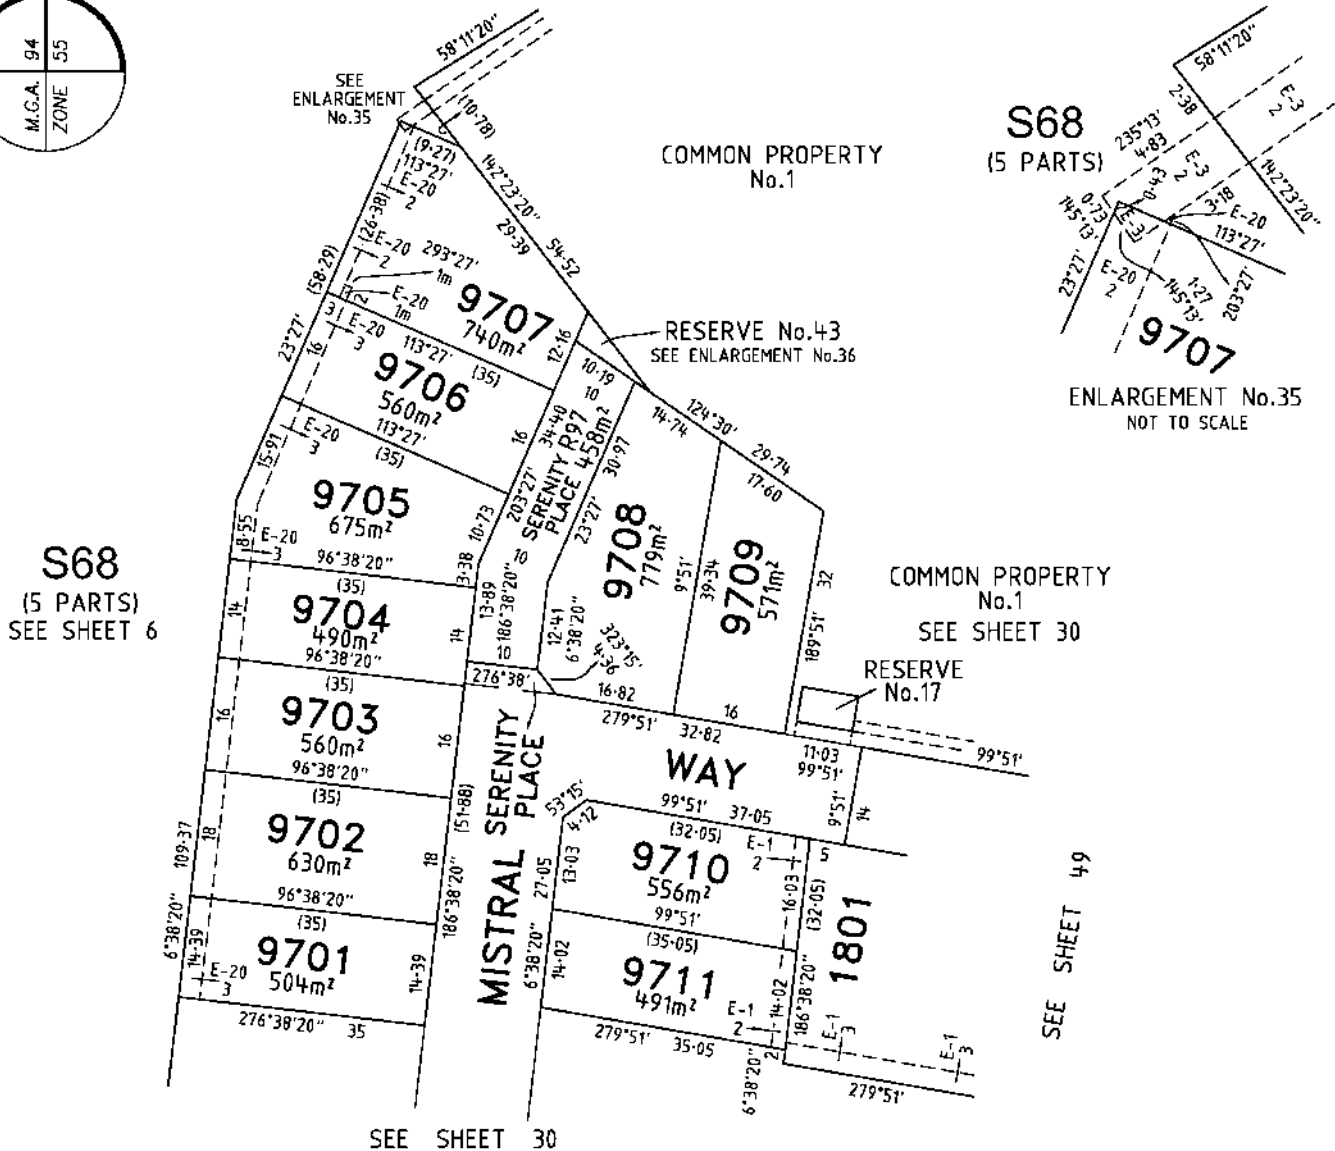 M.G.A. 94
ZONE 55
SEE
ENLARGEMENT
No.35
58°11'20"
(10·78)
(9·27)
113°27'
E-20
2
142°23'20"
29·39
54·52
COMMON PROPERTY
No.1
S68
(5 PARTS)
58°11'20"
2·38
E-3
2
235°13'
4·83
E-3
2
142°23'20"
0·43
0·73
145°13'
3·18
E-20
113°27'
E-3
23°27'
E-20
2
1·27
145°13'
203°27'
9707
ENLARGEMENT No.35
NOT TO SCALE
(26·38)
(58·29)
E-20
2
293°27'
1m
E-20
2
1m
9707
740m²
12·16
RESERVE No.43
SEE ENLARGEMENT No.36
23°27'
3
E-20
3
16
113°27'
(35)
9706
560m²
113°27'
(35)
16
34·40
203°27'
SERENITY R97
PLACE 458m²
10·19
10
30·97
23°27'
14·74
124°30'
29·74
17·60
15·91
E-20
3
9705
675m²
10·73
3·38
8·55
E-20
3
96°38'20"
(35)
S68
(5 PARTS)
SEE SHEET 6
14
9704
490m²
14
96°38'20"
(35)
13·89
186°38'20"
10
10
276°38'
12·41
6°38'20"
323°15'
4·36
9708
779m²
9°51'
39·34
9709
571m²
32
189°51'
COMMON PROPERTY
No.1
SEE SHEET 30
RESERVE
No.17
16·82
279°51'
16
32·82
11·03
99°51'
99°51'
16
9703
560m²
16
96°38'20"
(35)
(51·88)
MISTRAL
SERENITY
PLACE
WAY
9°51'
14
53°15'
4·12
99°51'
37·05
(32·05)
109·37
18
9702
630m²
18
96°38'20"
(35)
186°38'20"
27·05
13·03
9710
556m²
E-1
2
5
16·03
(32·05)
1801
99°51'
(35·05)
6°38'20"
14·39
E-20
3
9701
504m²
14·39
276°38'20"
35
6°38'20"
14·02
9711
491m²
E-1
2
14·02
186°38'20"
E-1
3
279°51'
35·05
2
6°38'20"
E-1
3
279°51'
SEE SHEET 49
SEE SHEET 30